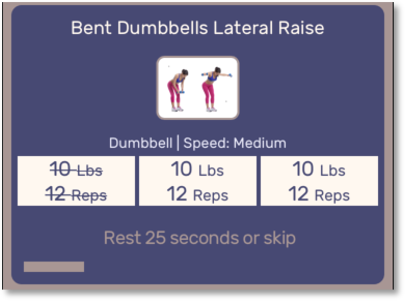 Bent Dumbbells Lateral Raise
Dumbbell | Speed: Medium
10 Lbs 10 Lbs 10 Lbs
12 Reps 12 Reps 12 Reps
Rest 25 seconds or skip